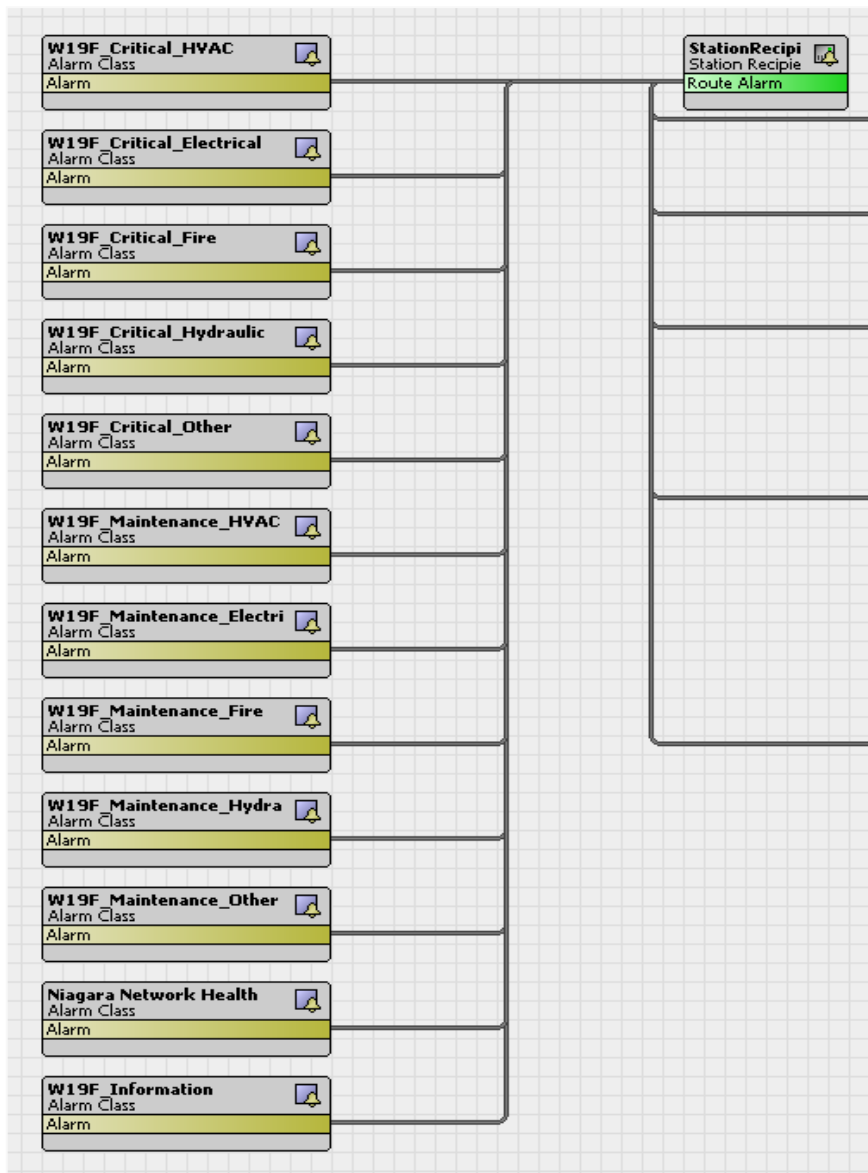 W19F_Critical_HVAC
Alarm Class
Alarm
StationRecipi
Station Recipie
Route Alarm
W19F_Critical_Electrical
Alarm Class
Alarm
W19F_Critical_Fire
Alarm Class
Alarm
W19F_Critical_Hydraulic
Alarm Class
Alarm
W19F_Critical_Other
Alarm Class
Alarm
W19F_Maintenance_HVAC
Alarm Class
Alarm
W19F_Maintenance_Electri
Alarm Class
Alarm
W19F_Maintenance_Fire
Alarm Class
Alarm
W19F_Maintenance_Hydra
Alarm Class
Alarm
W19F_Maintenance_Other
Alarm Class
Alarm
Niagara Network Health
Alarm Class
Alarm
W19F_Information
Alarm Class
Alarm